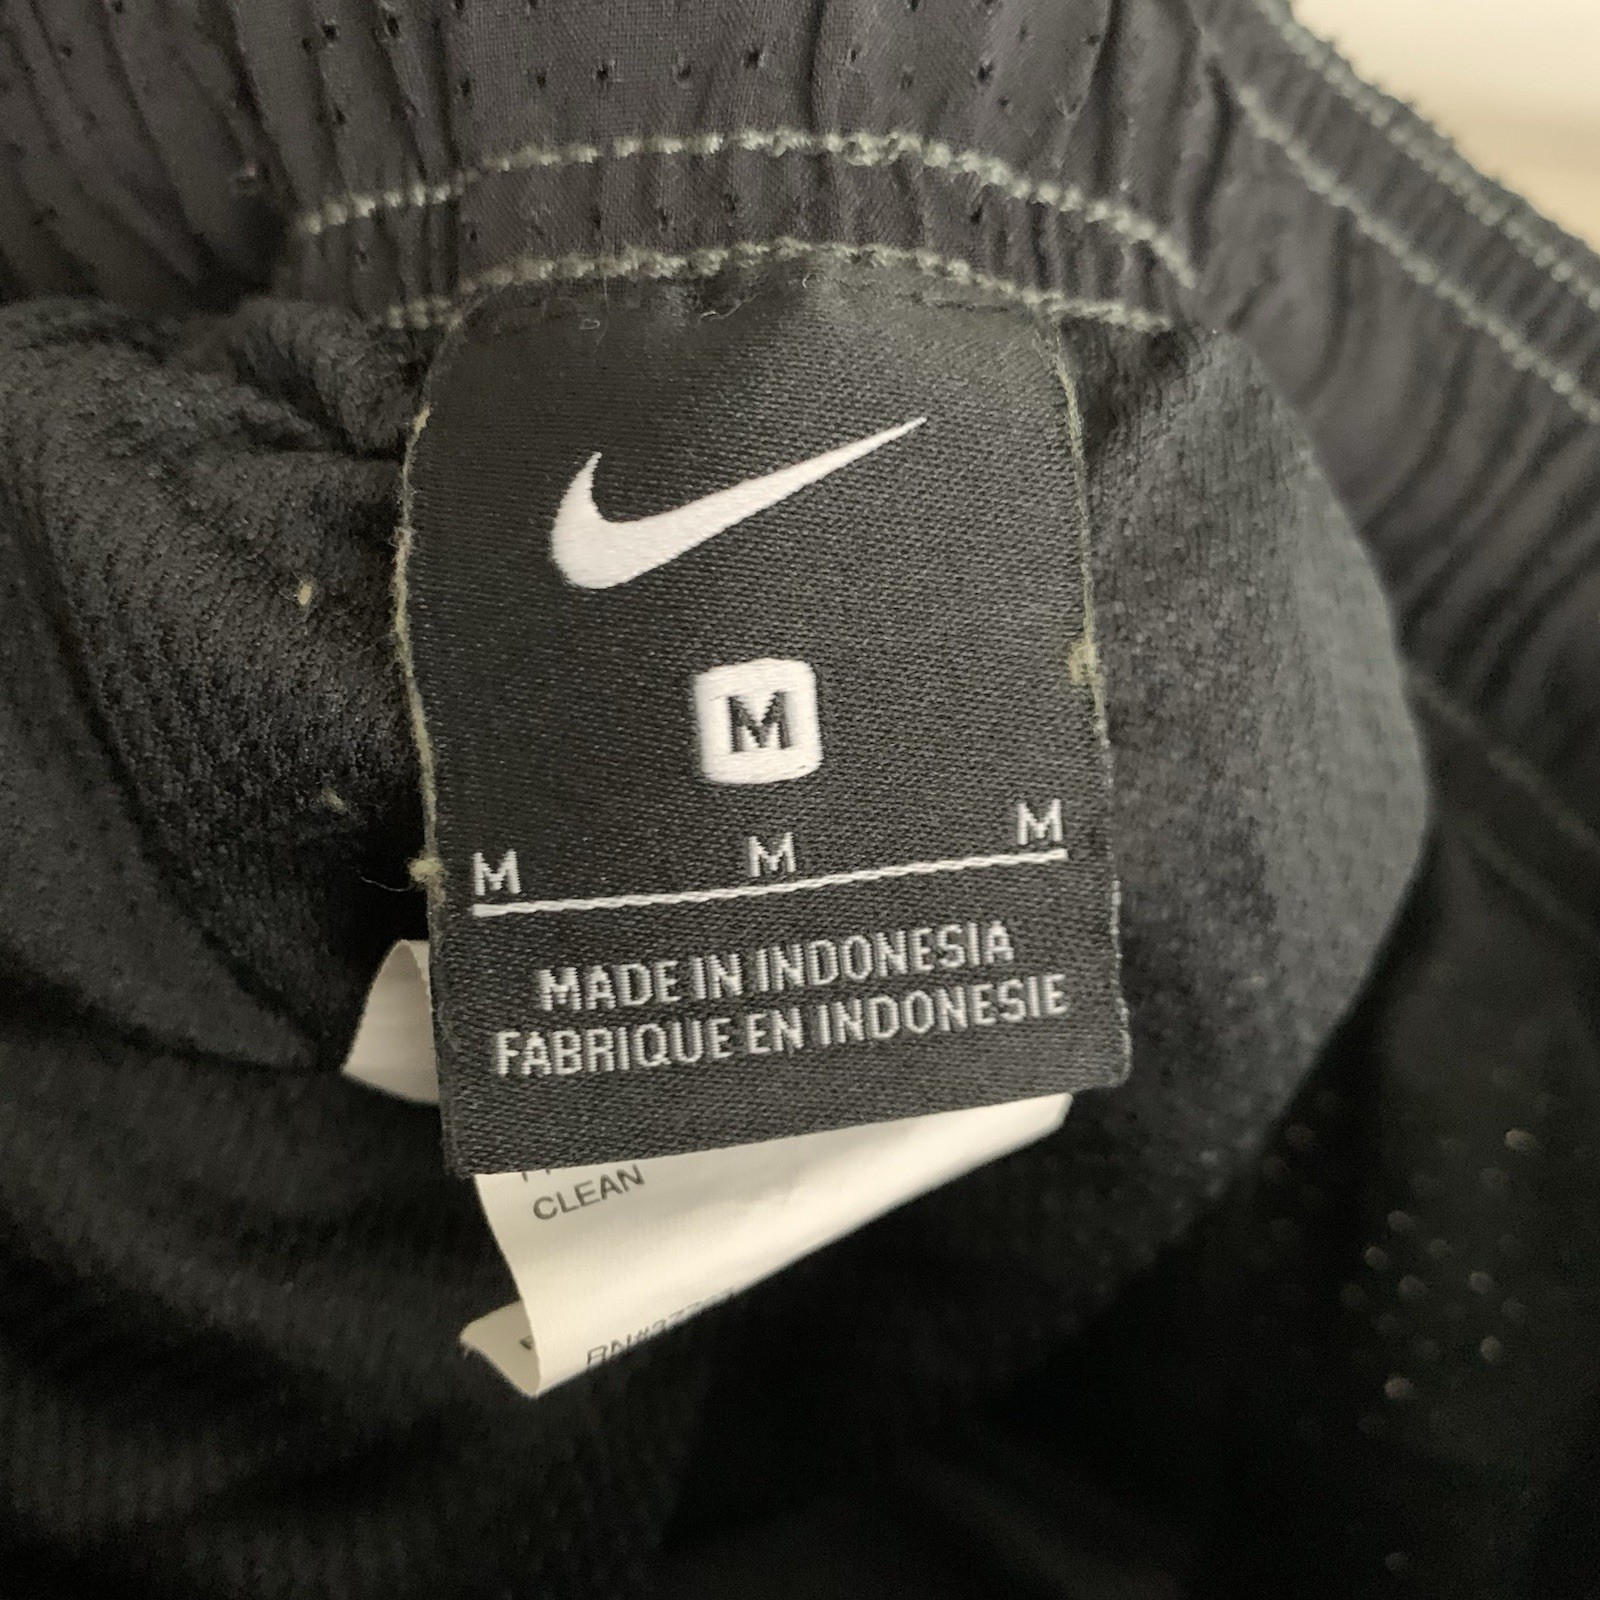 M
M M M
MADE IN INDONESIA
FABRIQUE EN INDONESIE
CLEAN